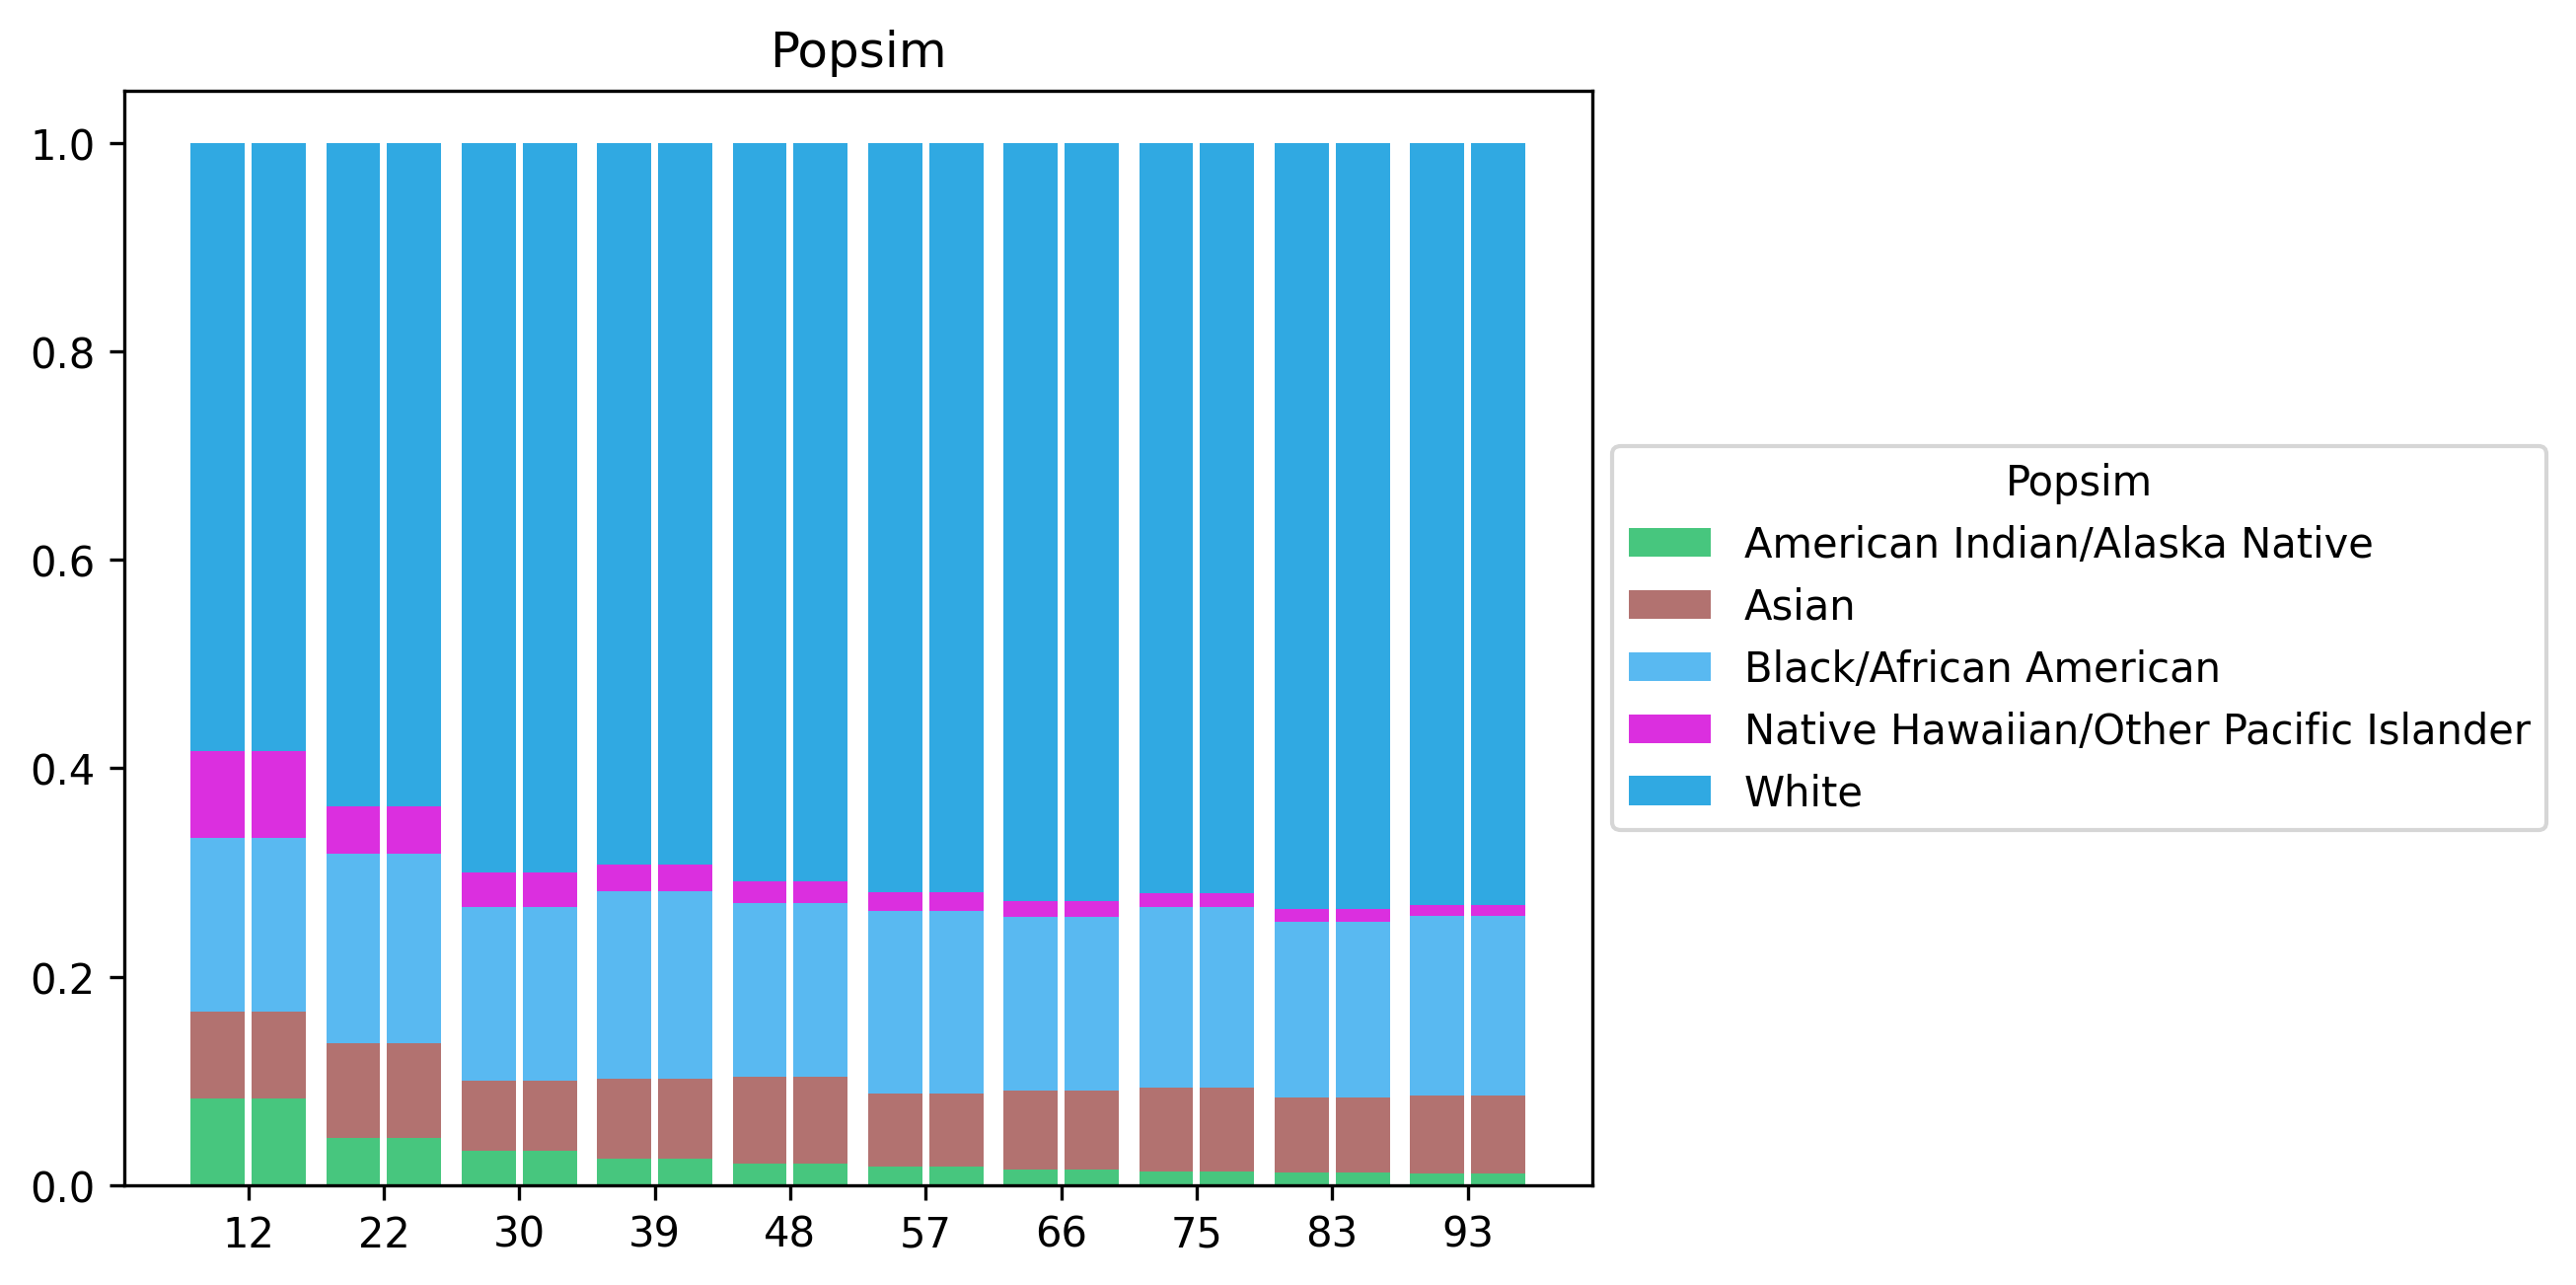 Popsim
1.0
0.8
0.6
0.4
0.2
0.0
12 22 30 39 48 57 66 75 83 93
Popsim
American Indian/Alaska Native
Asian
Black/African American
Native Hawaiian/Other Pacific Islander
White